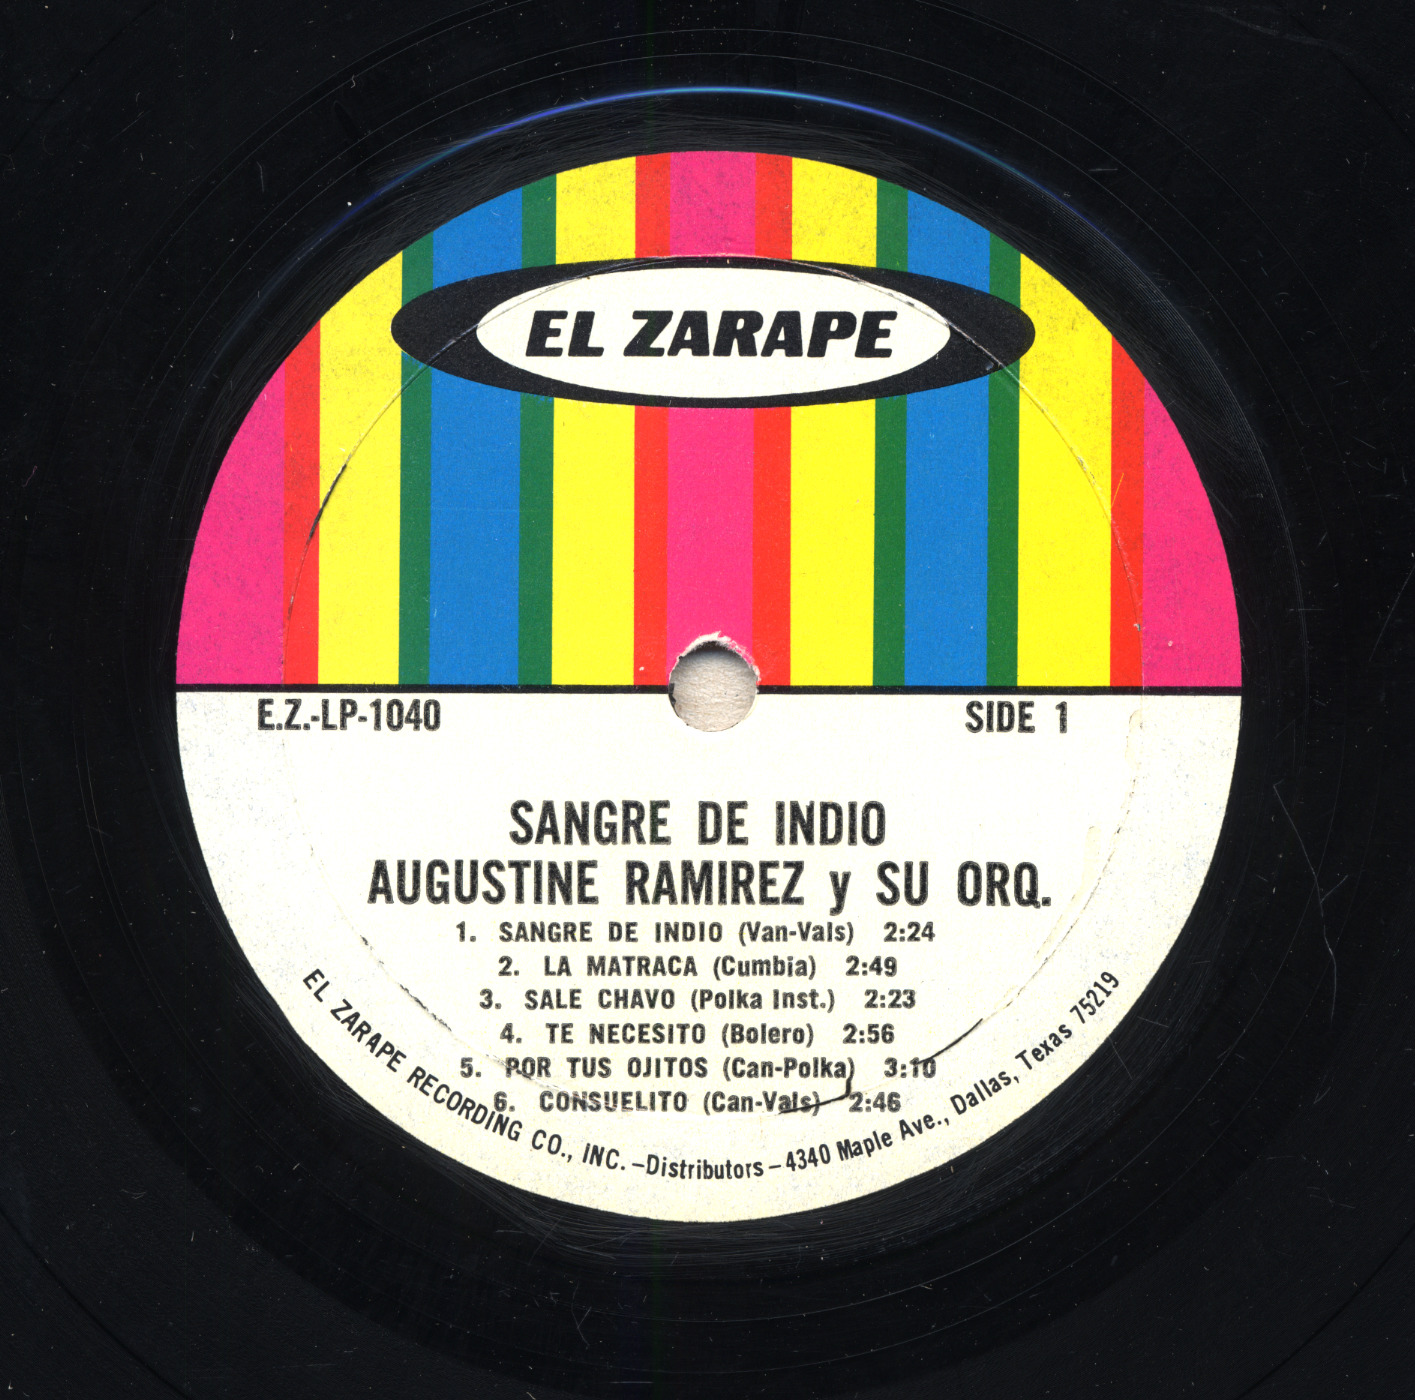 EL ZARAPE
E.Z.-LP-1040
SIDE 1
SANGRE DE INDIO
AUGUSTINE RAMIREZ y SU ORQ.
1. SANGRE DE INDIO (Van-Vals) 2:24
2. LA MATRACA (Cumbia) 2:49
3. SALE CHAVO (Polka Inst.) 2:23
4. TE NECESITO (Bolero) 2:56
5. POR TUS OJITOS (Can-Polka) 3:10
6. CONSUELITO (Can-Vals) 2:46
EL ZARAPE RECORDING CO., INC. -Distributors- 4340 Maple Ave., Dallas, Texas 75219